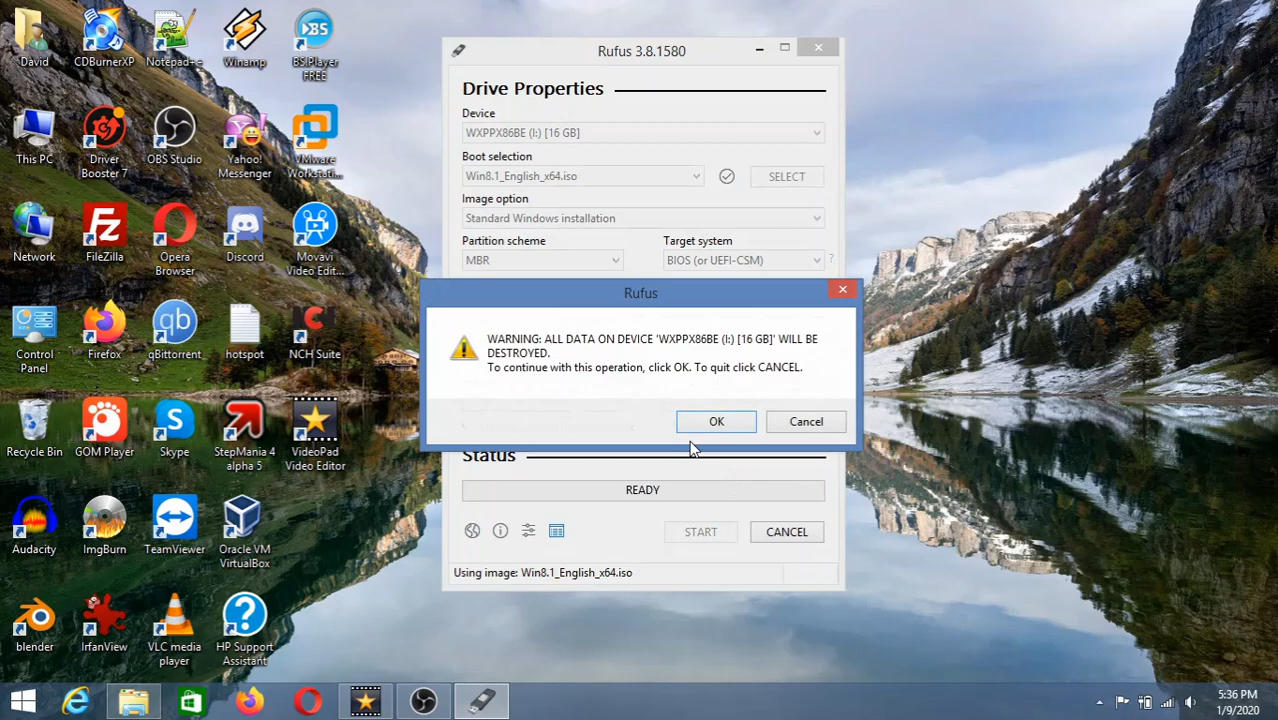 David
CDBurnerXP
Notepad++
Winamp
BS
BS.Player
FREE
This PC
Driver
Booster 7
OBS Studio
Yahoo!
Messenger
VMware
Workstati...
Network
FileZilla
Opera
Browser
Discord
Movavi
Video Edit...
Control
Panel
Firefox
qb
qBittorrent
hotspot
NCH Suite
Recycle Bin
GOM Player
Skype
StepMania 4
alpha 5
VideoPad
Video Editor
Audacity
ImgBurn
TeamViewer
Oracle VM
VirtualBox
blender
IrfanView
VLC media
player
HP Support
Assistant
Rufus 3.8.1580
Drive Properties
Device
WXPPX86BE (I:) [16 GB]
Boot selection
Win8.1_English_x64.iso
SELECT
Image option
Standard Windows installation
Partition scheme
Target system
MBR
BIOS (or UEFI-CSM)
?
Rufus
WARNING: ALL DATA ON DEVICE 'WXPPX86BE (I:) [16 GB]' WILL BE
DESTROYED.
To continue with this operation, click OK. To quit click CANCEL.
OK
Cancel
Status
READY
START
CANCEL
Using image: Win8.1_English_x64.iso
5:36 PM
1/9/2020